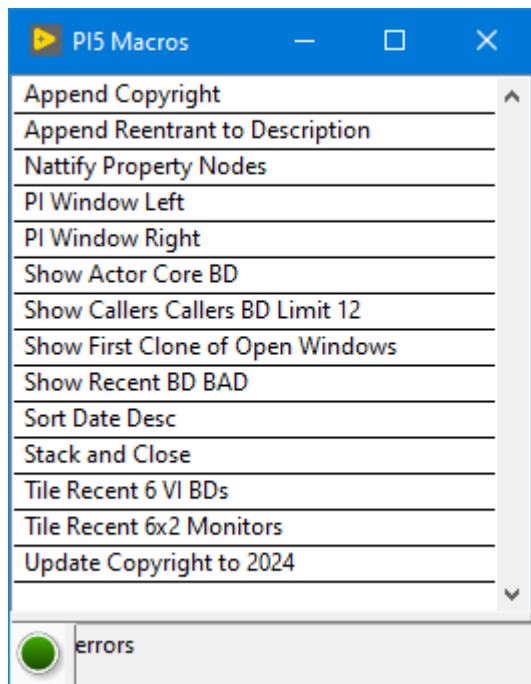 PI5 Macros
Append Copyright
Append Reentrant to Description
Nattify Property Nodes
PI Window Left
PI Window Right
Show Actor Core BD
Show Callers Callers BD Limit 12
Show First Clone of Open Windows
Show Recent BD BAD
Sort Date Desc
Stack and Close
Tile Recent 6 VI BDs
Tile Recent 6x2 Monitors
Update Copyright to 2024
errors